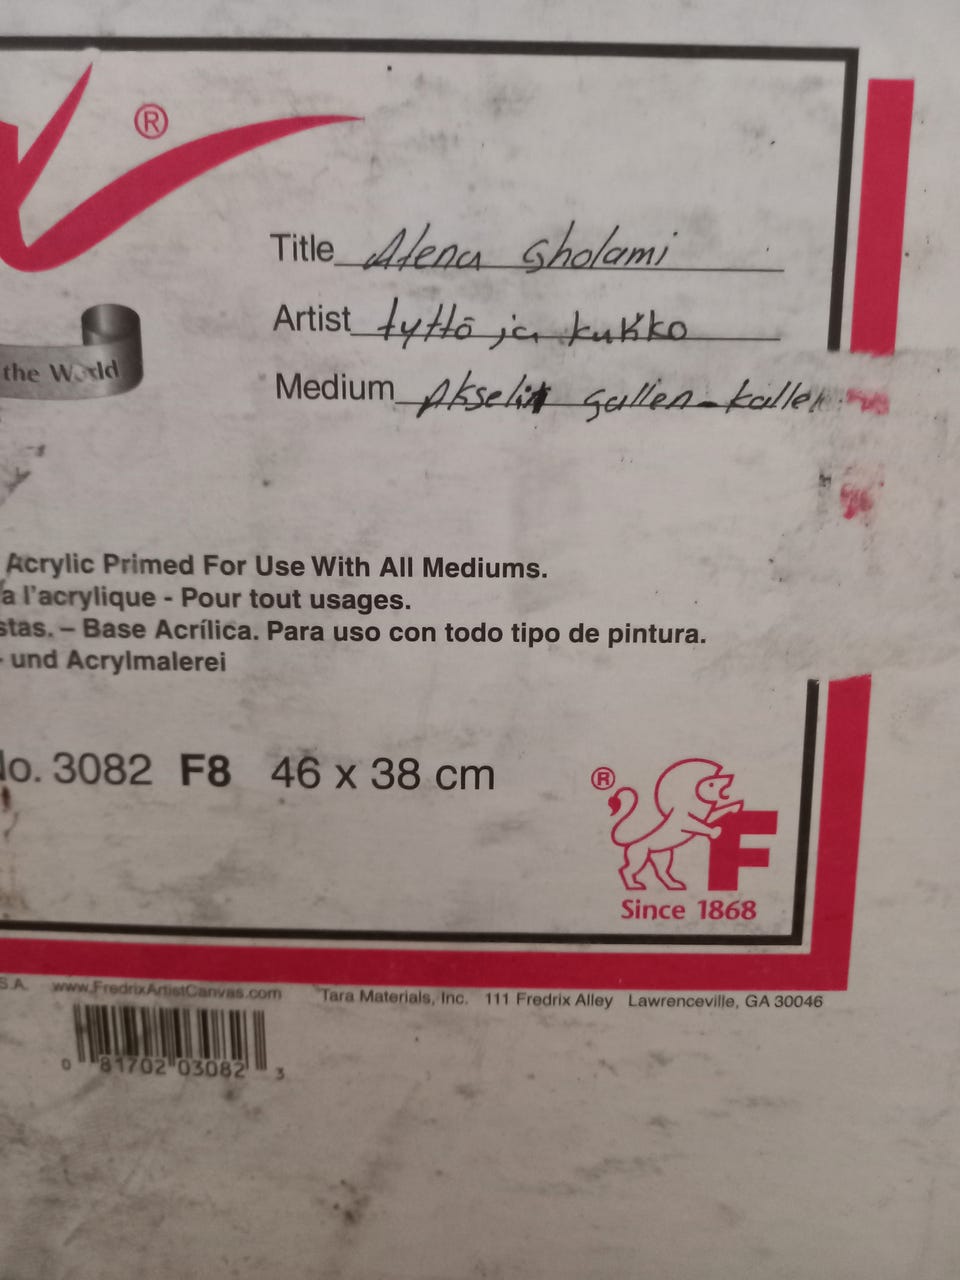 ®
Title Atena Gholami
Artist tyttö ja kukko
the World
Medium Akselin gallen-kallel
Acrylic Primed For Use With All Mediums.
a l'acrylique - Pour tout usages.
stas. – Base Acrílica. Para uso con todo tipo de pintura.
- und Acrylmalerei
No. 3082 F8 46 x 38 cm
®
F
Since 1868
S.A. www.FredrixArtistCanvas.com Tara Materials, Inc. 111 Fredrix Alley Lawrenceville, GA 30046
0 81702 03082 3